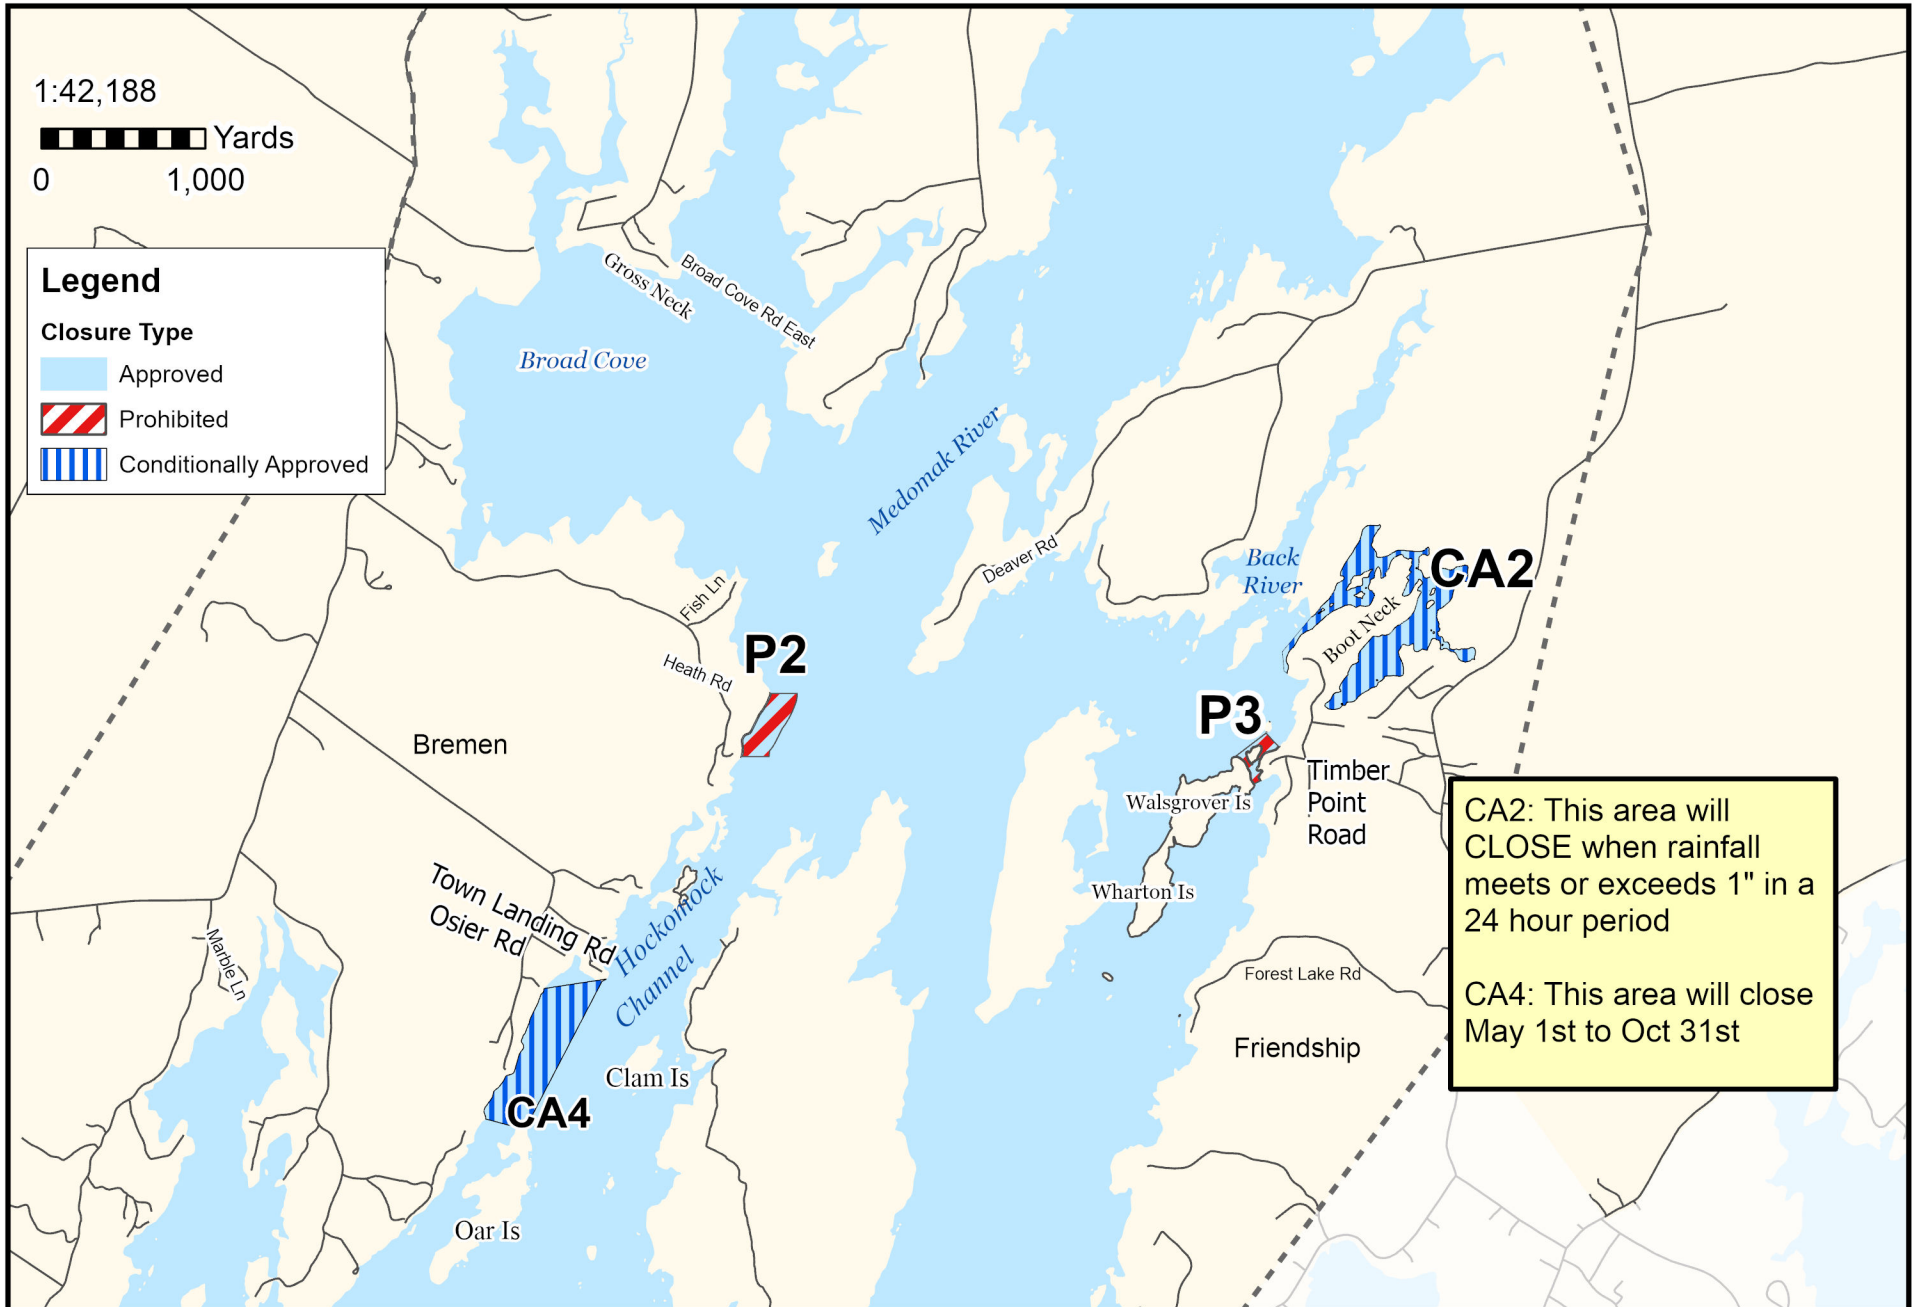 1:42,188
Yards
0 1,000
Legend
Closure Type
Approved
Prohibited
Conditionally Approved
Gross Neck
Broad Cove Rd East
Broad Cove
Medomak River
Deaver Rd
Back
River
CA2
Boot Neck
Fish Ln
P2
Heath Rd
P3
Bremen
Timber
Point
Road
Walsgrover Is
Wharton Is
CA2: This area will
CLOSE when rainfall
meets or exceeds 1" in a
24 hour period
CA4: This area will close
May 1st to Oct 31st
Town Landing Rd
Osier Rd
Hockomock
Channel
Marble Ln
Forest Lake Rd
Friendship
Clam Is
CA4
Oar Is